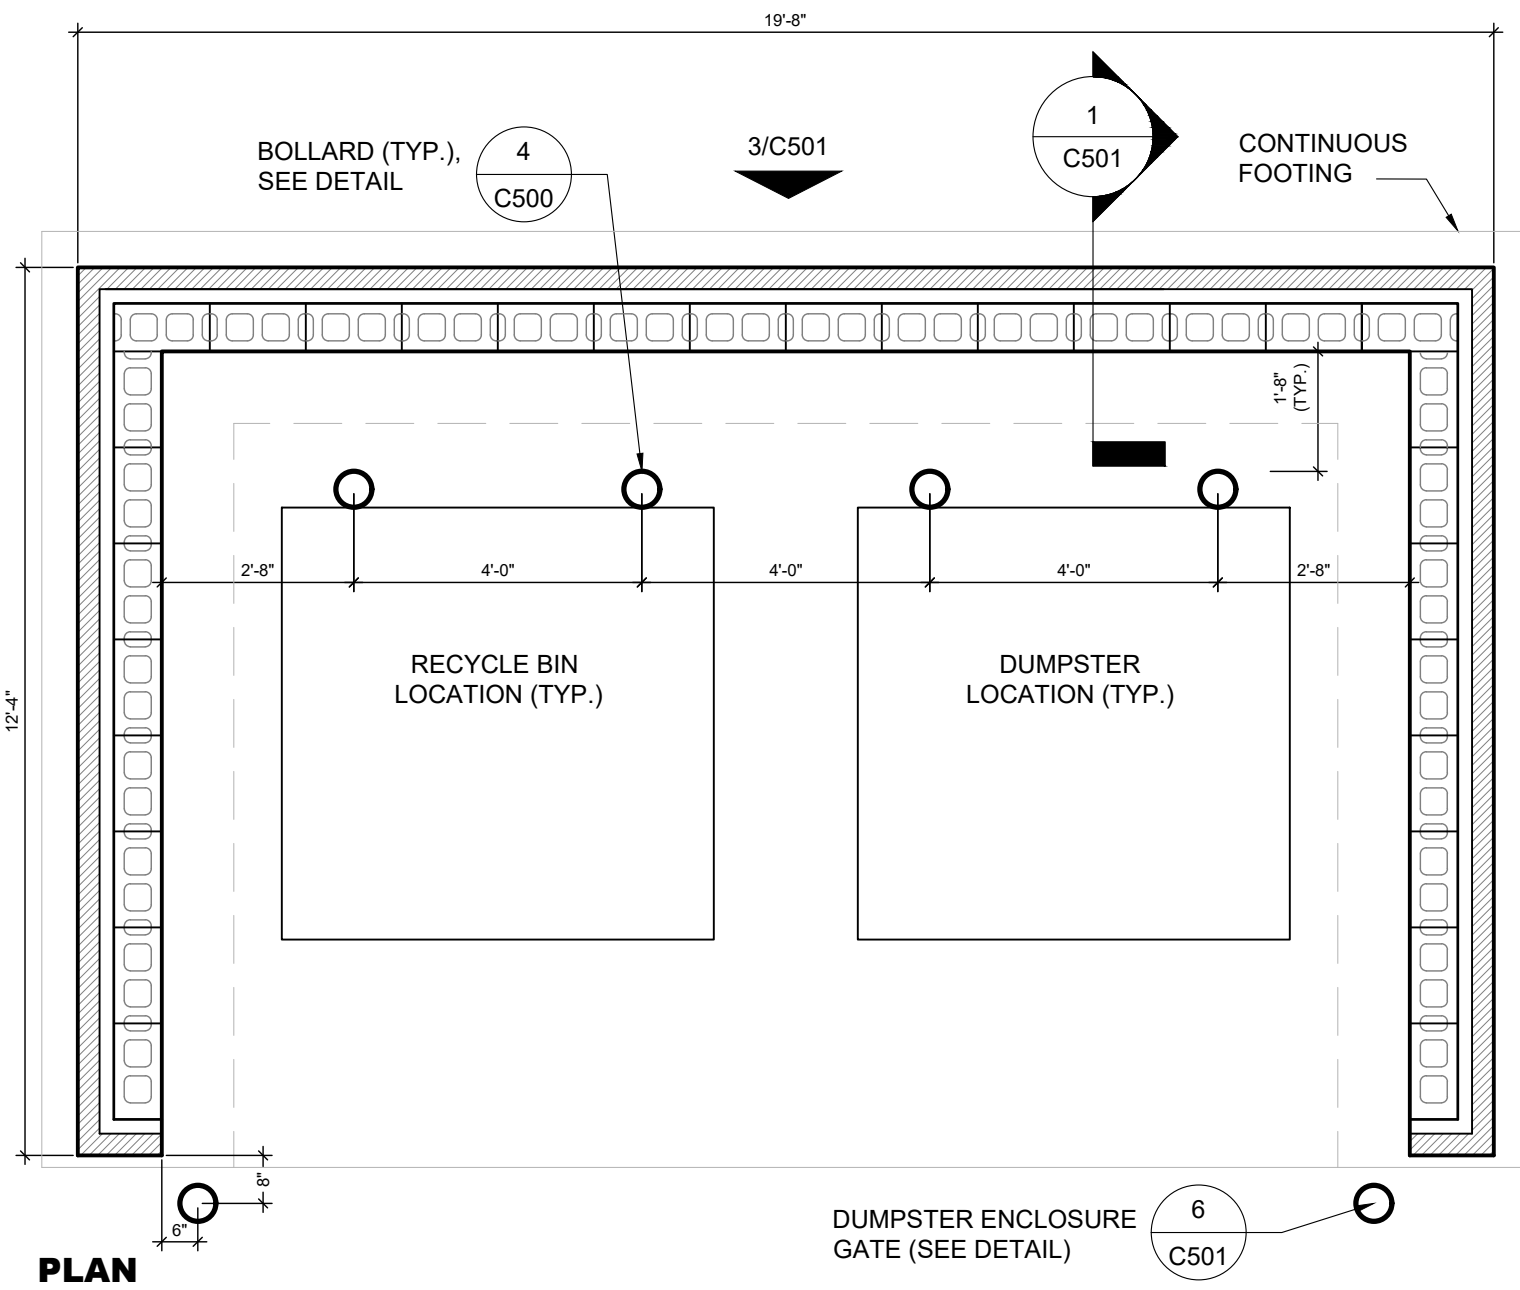 19'-8"
BOLLARD (TYP.),
SEE DETAIL
4
C500
3/C501
1
C501
CONTINUOUS
FOOTING
1'-8"
(TYP.)
2'-8"
4'-0"
4'-0"
4'-0"
2'-8"
RECYCLE BIN
LOCATION (TYP.)
DUMPSTER
LOCATION (TYP.)
12'-4"
8"
6"
DUMPSTER ENCLOSURE
GATE (SEE DETAIL)
6
C501
PLAN